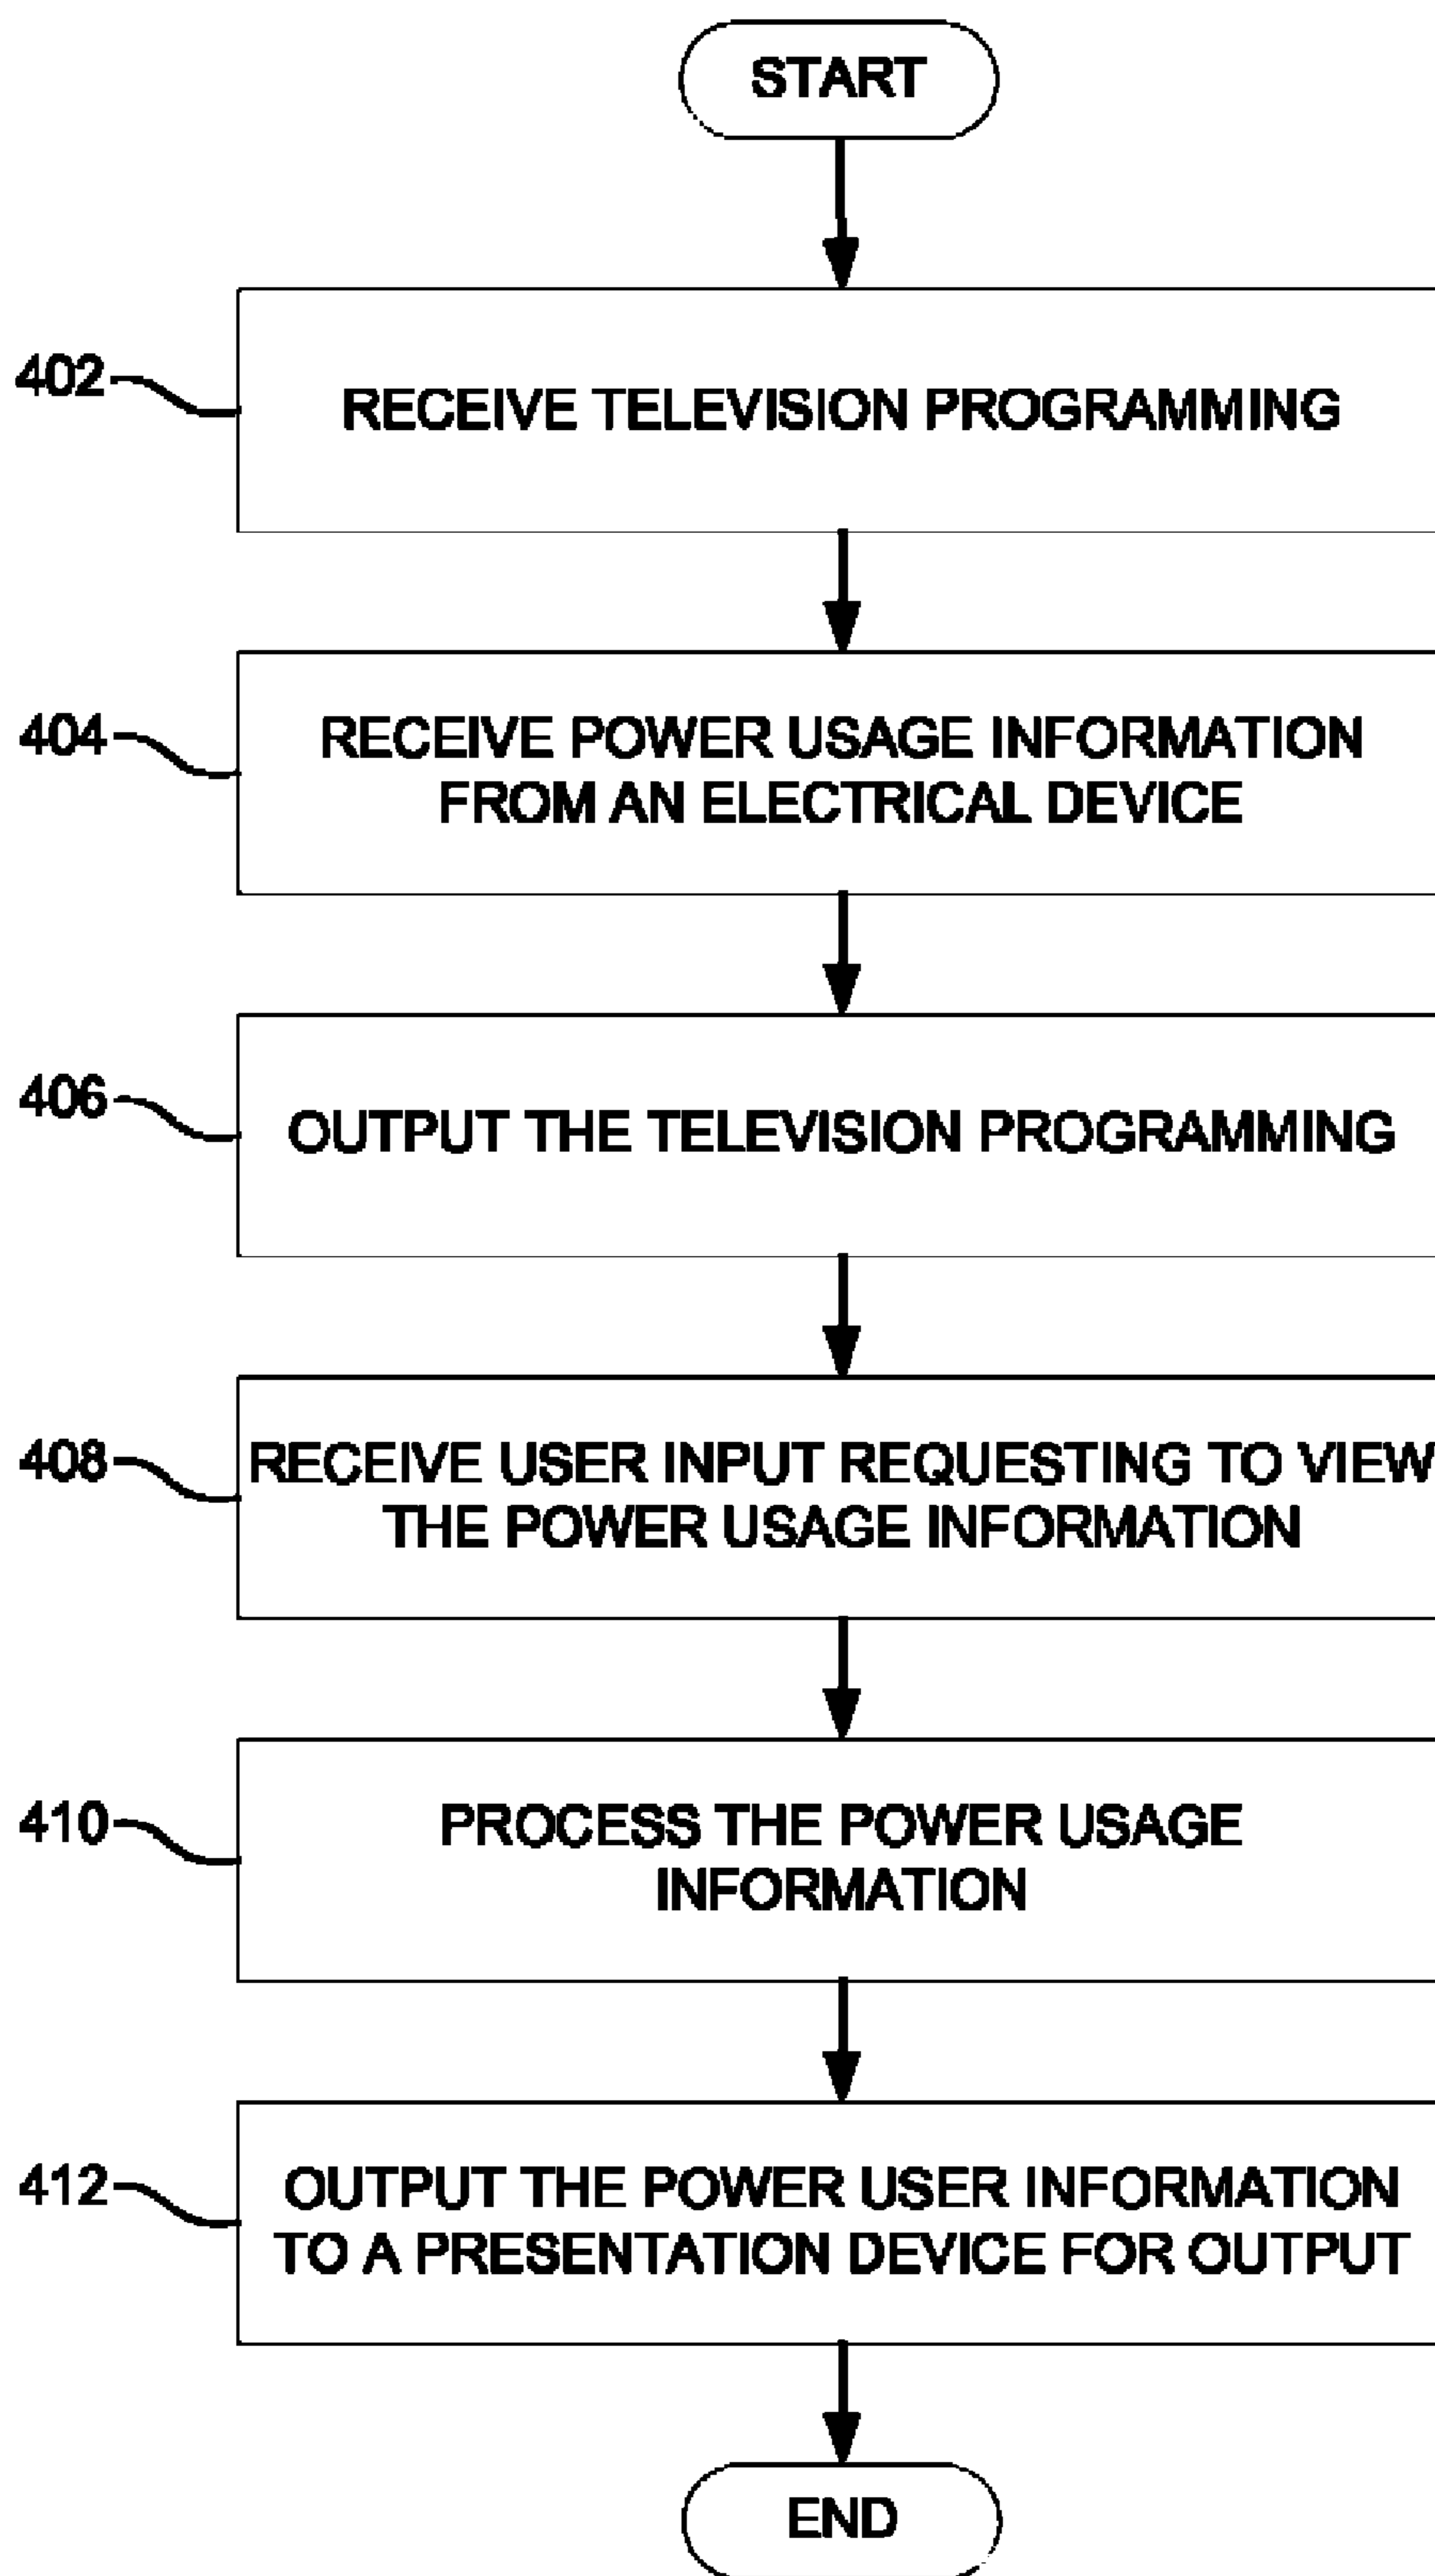 START
402
RECEIVE TELEVISION PROGRAMMING
404
RECEIVE POWER USAGE INFORMATION
FROM AN ELECTRICAL DEVICE
406
OUTPUT THE TELEVISION PROGRAMMING
408
RECEIVE USER INPUT REQUESTING TO VIEW
THE POWER USAGE INFORMATION
410
PROCESS THE POWER USAGE
INFORMATION
412
OUTPUT THE POWER USER INFORMATION
TO A PRESENTATION DEVICE FOR OUTPUT
END